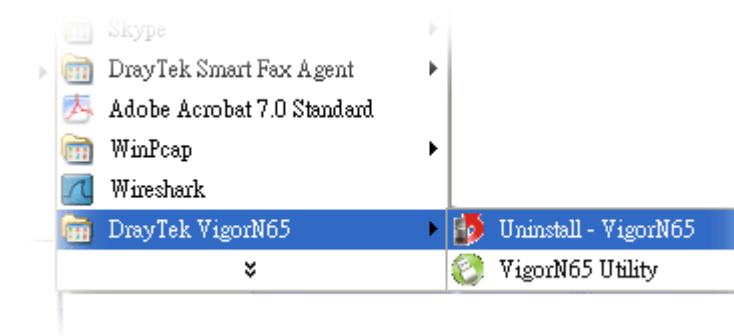 Skype
DrayTek Smart Fax Agent
Adobe Acrobat 7.0 Standard
WinPcap
Wireshark
DrayTek VigorN65
Uninstall - VigorN65
VigorN65 Utility